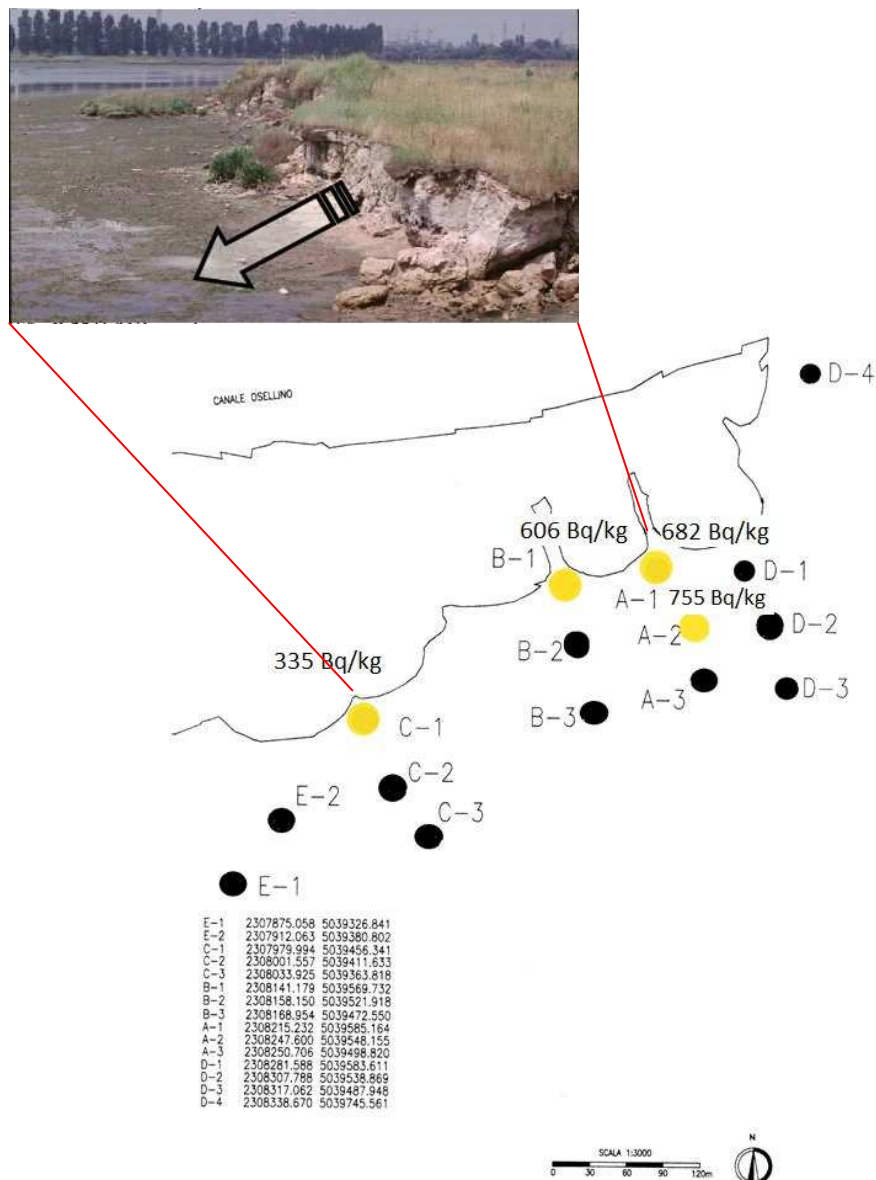 CANALE OSELLINO
D-4
606 Bq/kg
682 Bq/kg
B-1
D-1
A-1
755 Bq/kg
A-2
D-2
B-2
335 Bq/kg
A-3
D-3
B-3
C-1
C-2
E-2
C-3
E-1
E-1 2307875.058 5039326.841
E-2 2307912.063 5039380.802
C-1 2307979.994 5039456.341
C-2 2308001.557 5039411.633
C-3 2308033.925 5039363.818
B-1 2308141.179 5039569.732
B-2 2308158.150 5039521.918
B-3 2308168.954 5039472.550
A-1 2308215.232 5039585.164
A-2 2308247.600 5039548.155
A-3 2308250.706 5039498.820
D-1 2308281.588 5039583.611
D-2 2308307.788 5039538.869
D-3 2308317.062 5039487.948
D-4 2308338.670 5039745.561
N
SCALA 1:3000
0 30 60 90 120m